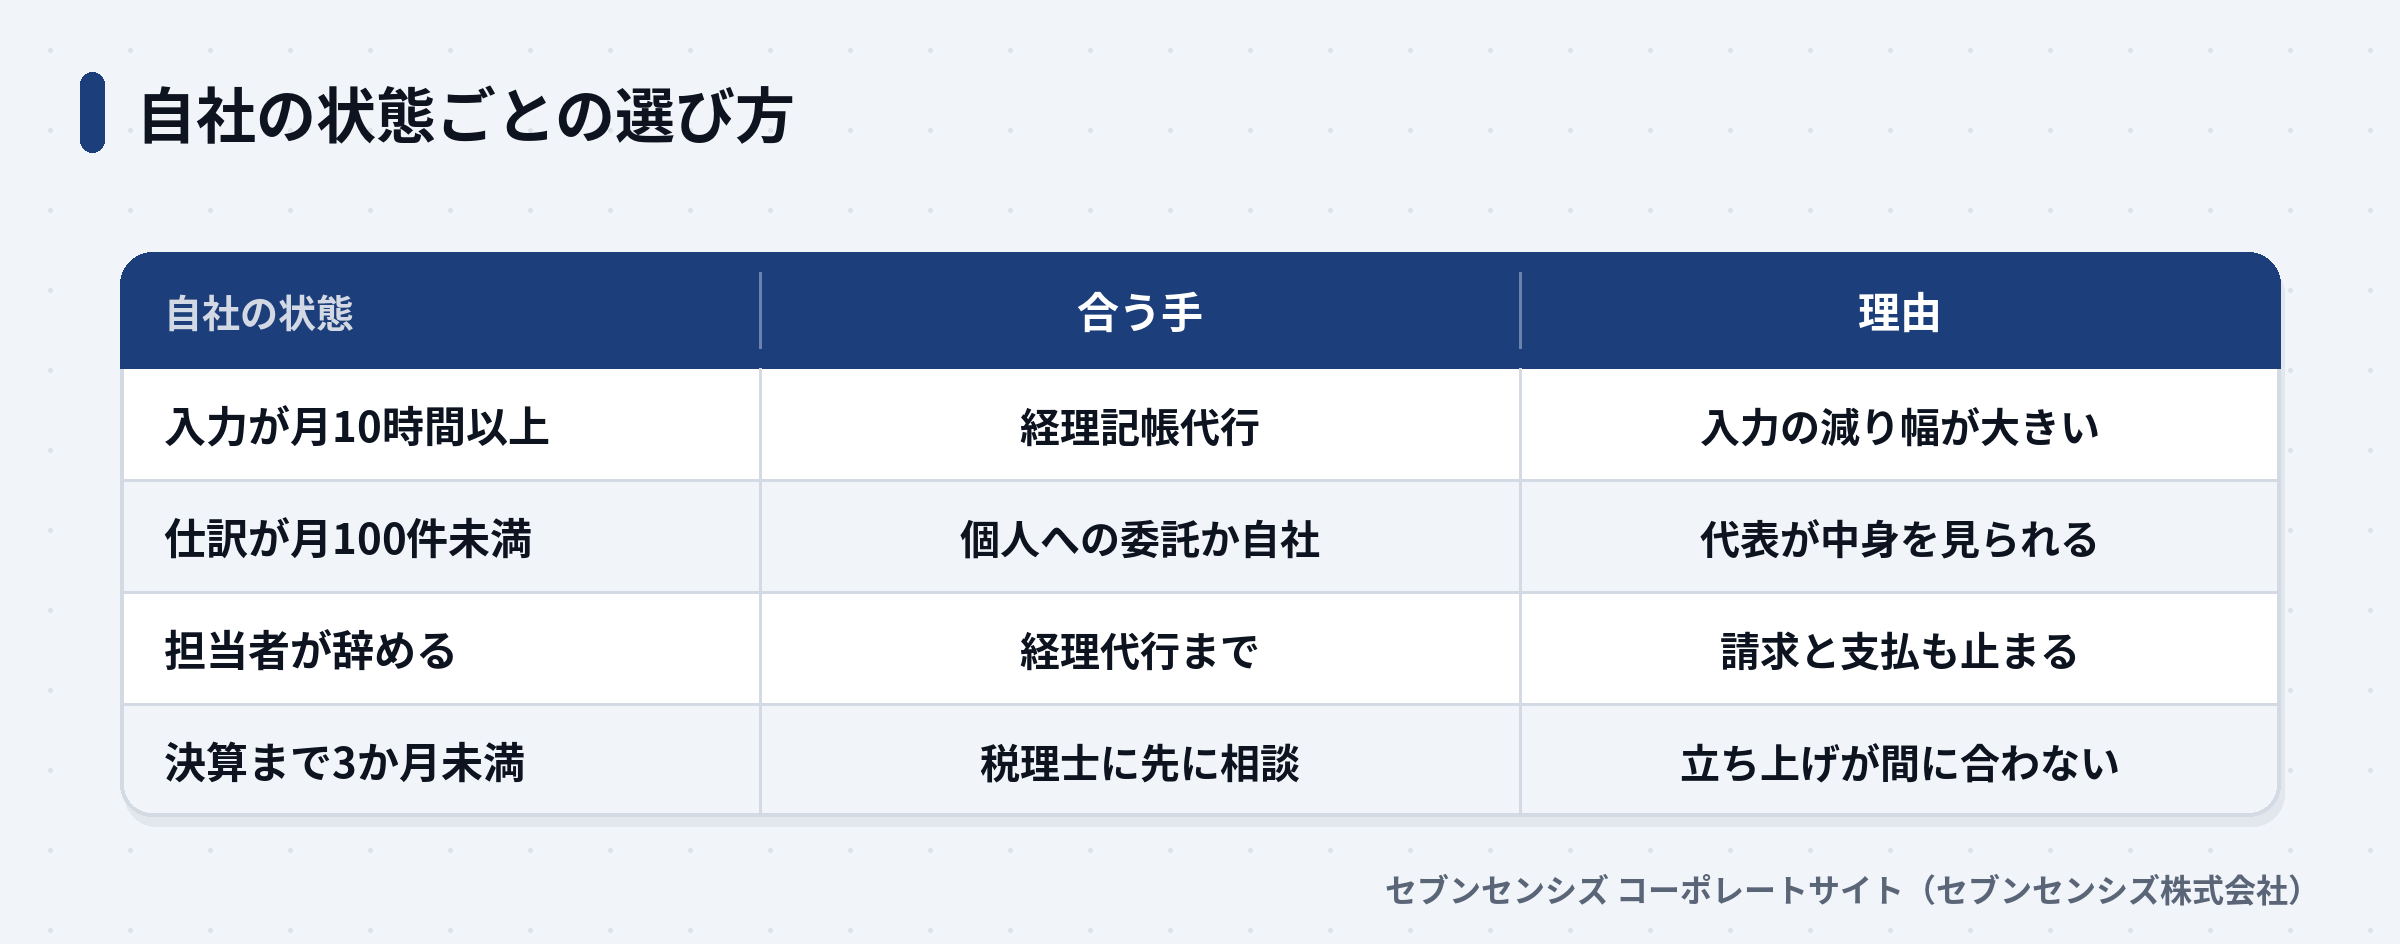 自社の状態ごとの選び方
自社の状態 合う手 理由
入力が月10時間以上 経理記帳代行 入力の減り幅が大きい
仕訳が月100件未満 個人への委託か自社 代表が中身を見られる
担当者が辞める 経理代行まで 請求と支払も止まる
決算まで3か月未満 税理士に先に相談 立ち上げが間に合わない
セブンセンシズ コーポレートサイト（セブンセンシズ株式会社）